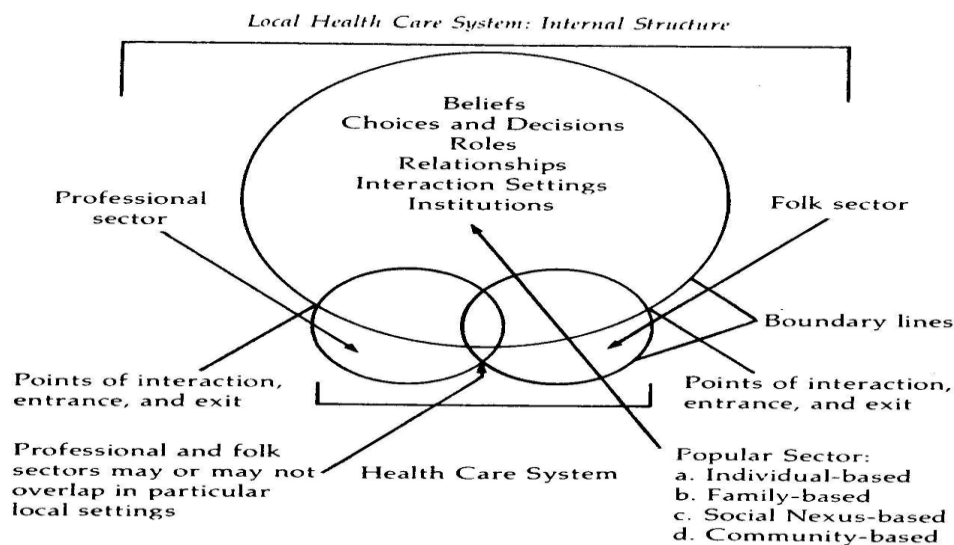 Local Health Care System: Internal Structure
Beliefs
Choices and Decisions
Roles
Relationships
Interaction Settings
Institutions
Professional
sector
Folk sector
Boundary lines
Points of interaction,
entrance, and exit
Points of interaction,
entrance, and exit
Professional and folk
sectors may or may not
overlap in particular
local settings
Health Care System
Popular Sector:
a. Individual-based
b. Family-based
c. Social Nexus-based
d. Community-based